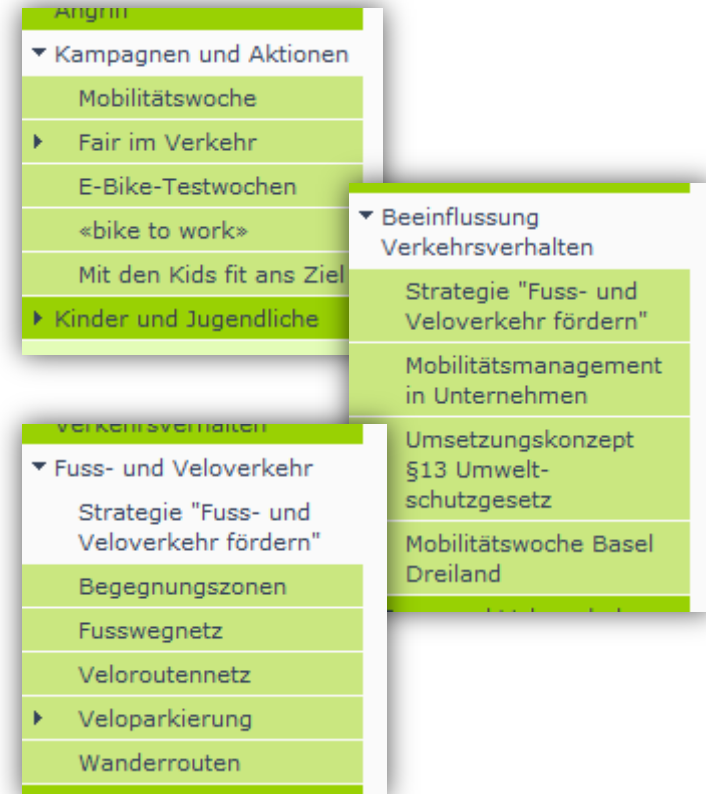 Angriff
Kampagnen und Aktionen
Mobilitätswoche
Fair im Verkehr
E-Bike-Testwochen
«bike to work»
Mit den Kids fit ans Ziel
Kinder und Jugendliche
Beeinflussung
Verkehrsverhalten
Strategie "Fuss- und
Veloverkehr fördern"
Mobilitätsmanagement
in Unternehmen
Umsetzungskonzept
§13 Umwelt-
schutzgesetz
Mobilitätswoche Basel
Dreiland
Verkehrsverhalten
Fuss- und Veloverkehr
Strategie "Fuss- und
Veloverkehr fördern"
Begegnungszonen
Fusswegnetz
Veloroutennetz
Veloparkierung
Wanderrouten